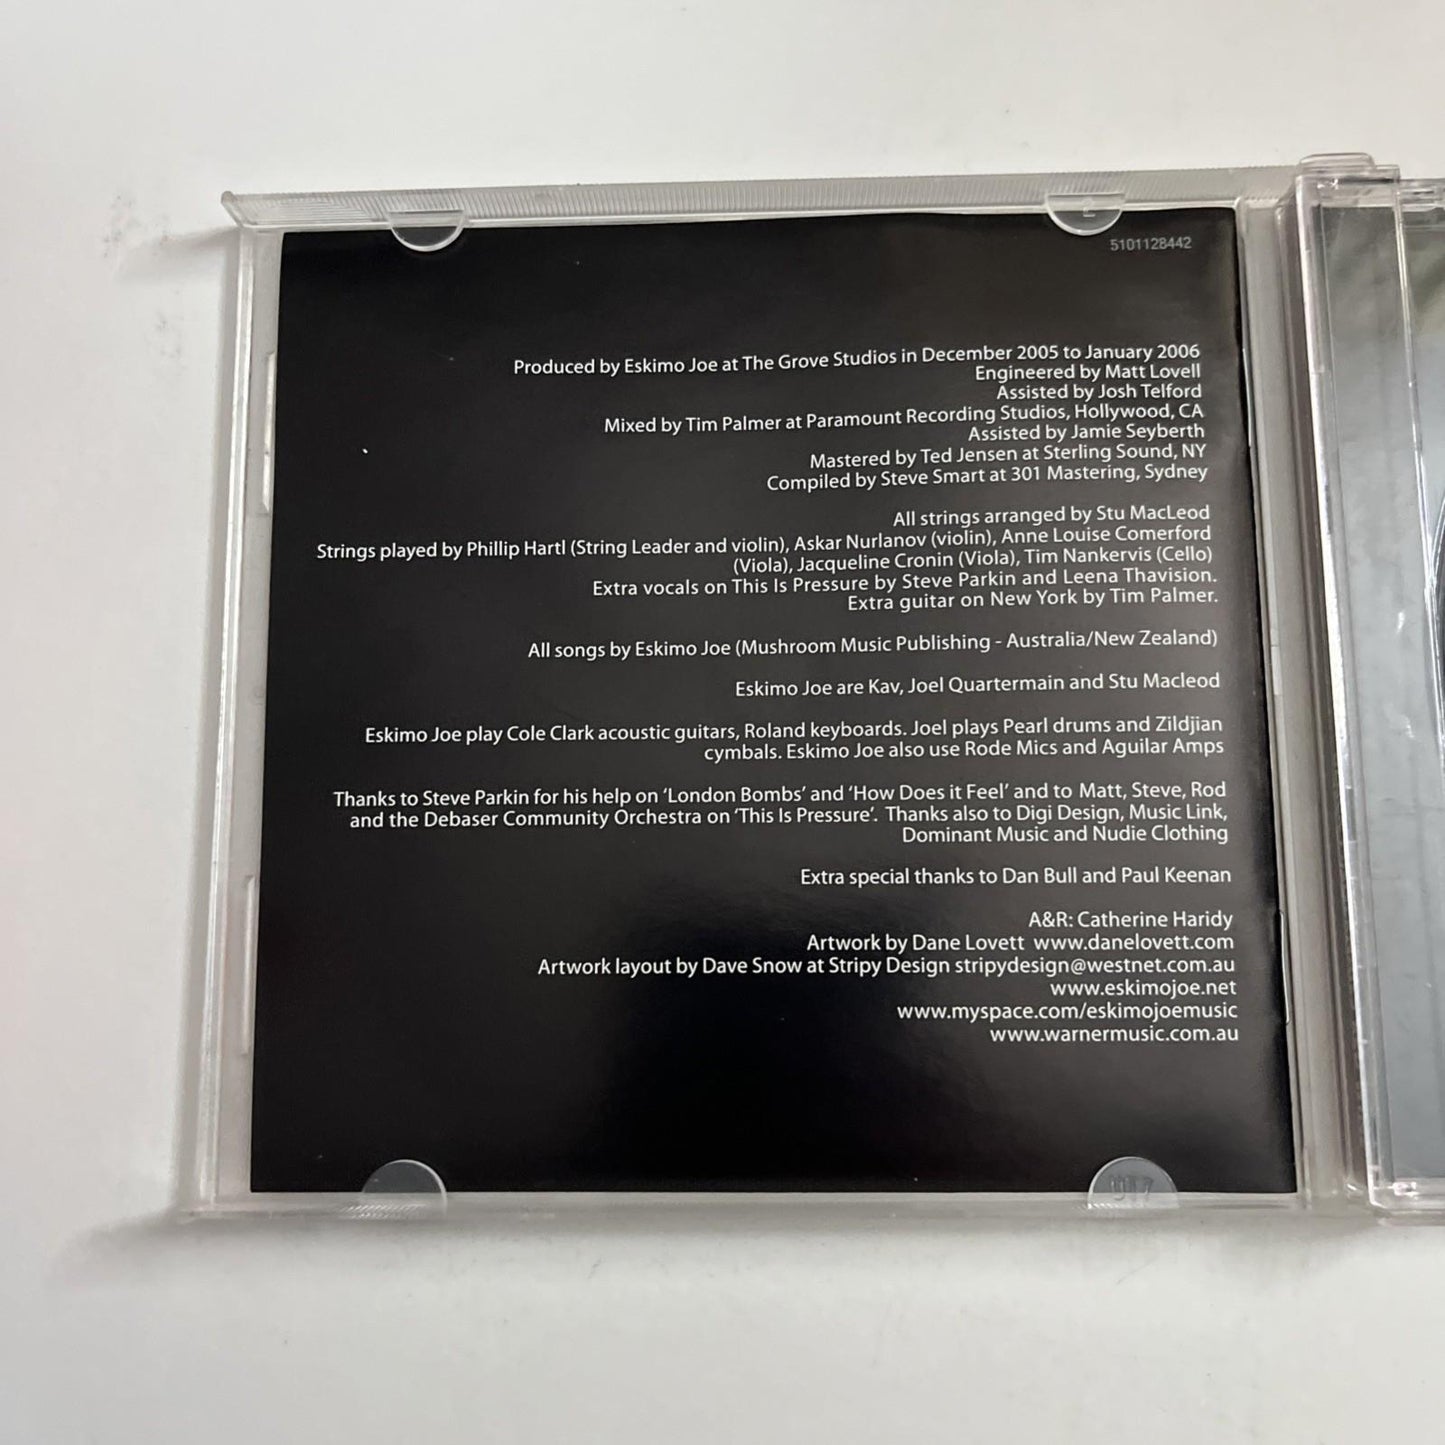 5101128442
Produced by Eskimo Joe at The Grove Studios in December 2005 to January 2006
Engineered by Matt Lovell
Assisted by Josh Telford
Mixed by Tim Palmer at Paramount Recording Studios, Hollywood, CA
Assisted by Jamie Seyberth
Mastered by Ted Jensen at Sterling Sound, NY
Compiled by Steve Smart at 301 Mastering, Sydney
All strings arranged by Stu MacLeod
Strings played by Phillip Hartl (String Leader and violin), Askar Nurlanov (violin), Anne Louise Comerford
(Viola), Jacqueline Cronin (Viola), Tim Nankervis (Cello)
Extra vocals on This Is Pressure by Steve Parkin and Leena Thavision.
Extra guitar on New York by Tim Palmer.
All songs by Eskimo Joe (Mushroom Music Publishing - Australia/New Zealand)
Eskimo Joe are Kav, Joel Quartermain and Stu Macleod
Eskimo Joe play Cole Clark acoustic guitars, Roland keyboards. Joel plays Pearl drums and Zildjian
cymbals. Eskimo Joe also use Rode Mics and Aguilar Amps
Thanks to Steve Parkin for his help on ‘London Bombs’ and ‘How Does it Feel’ and to Matt, Steve, Rod
and the Debaser Community Orchestra on ‘This Is Pressure’. Thanks also to Digi Design, Music Link,
Dominant Music and Nudie Clothing
Extra special thanks to Dan Bull and Paul Keenan
A&R: Catherine Haridy
Artwork by Dane Lovett www.danelovett.com
Artwork layout by Dave Snow at Stripy Design stripydesign@westnet.com.au
www.eskimojoe.net
www.myspace.com/eskimojoemusic
www.warnermusic.com.au